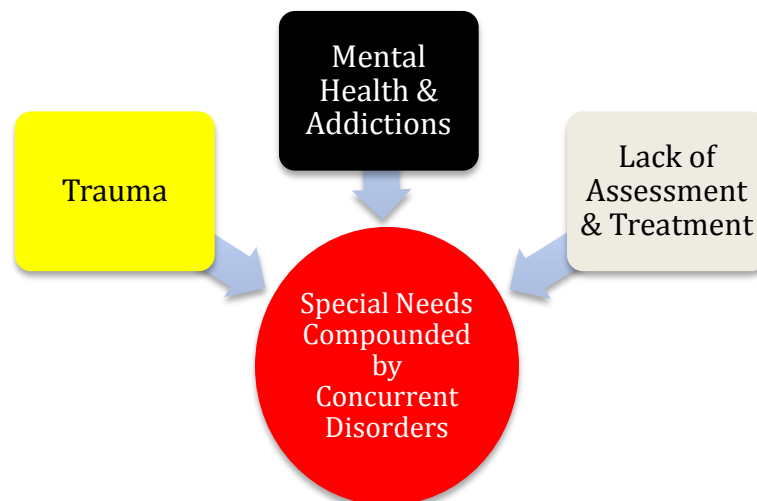 Mental
Health &
Addictions
Trauma
Lack of
Assessment
& Treatment
Special Needs
Compounded
by
Concurrent
Disorders